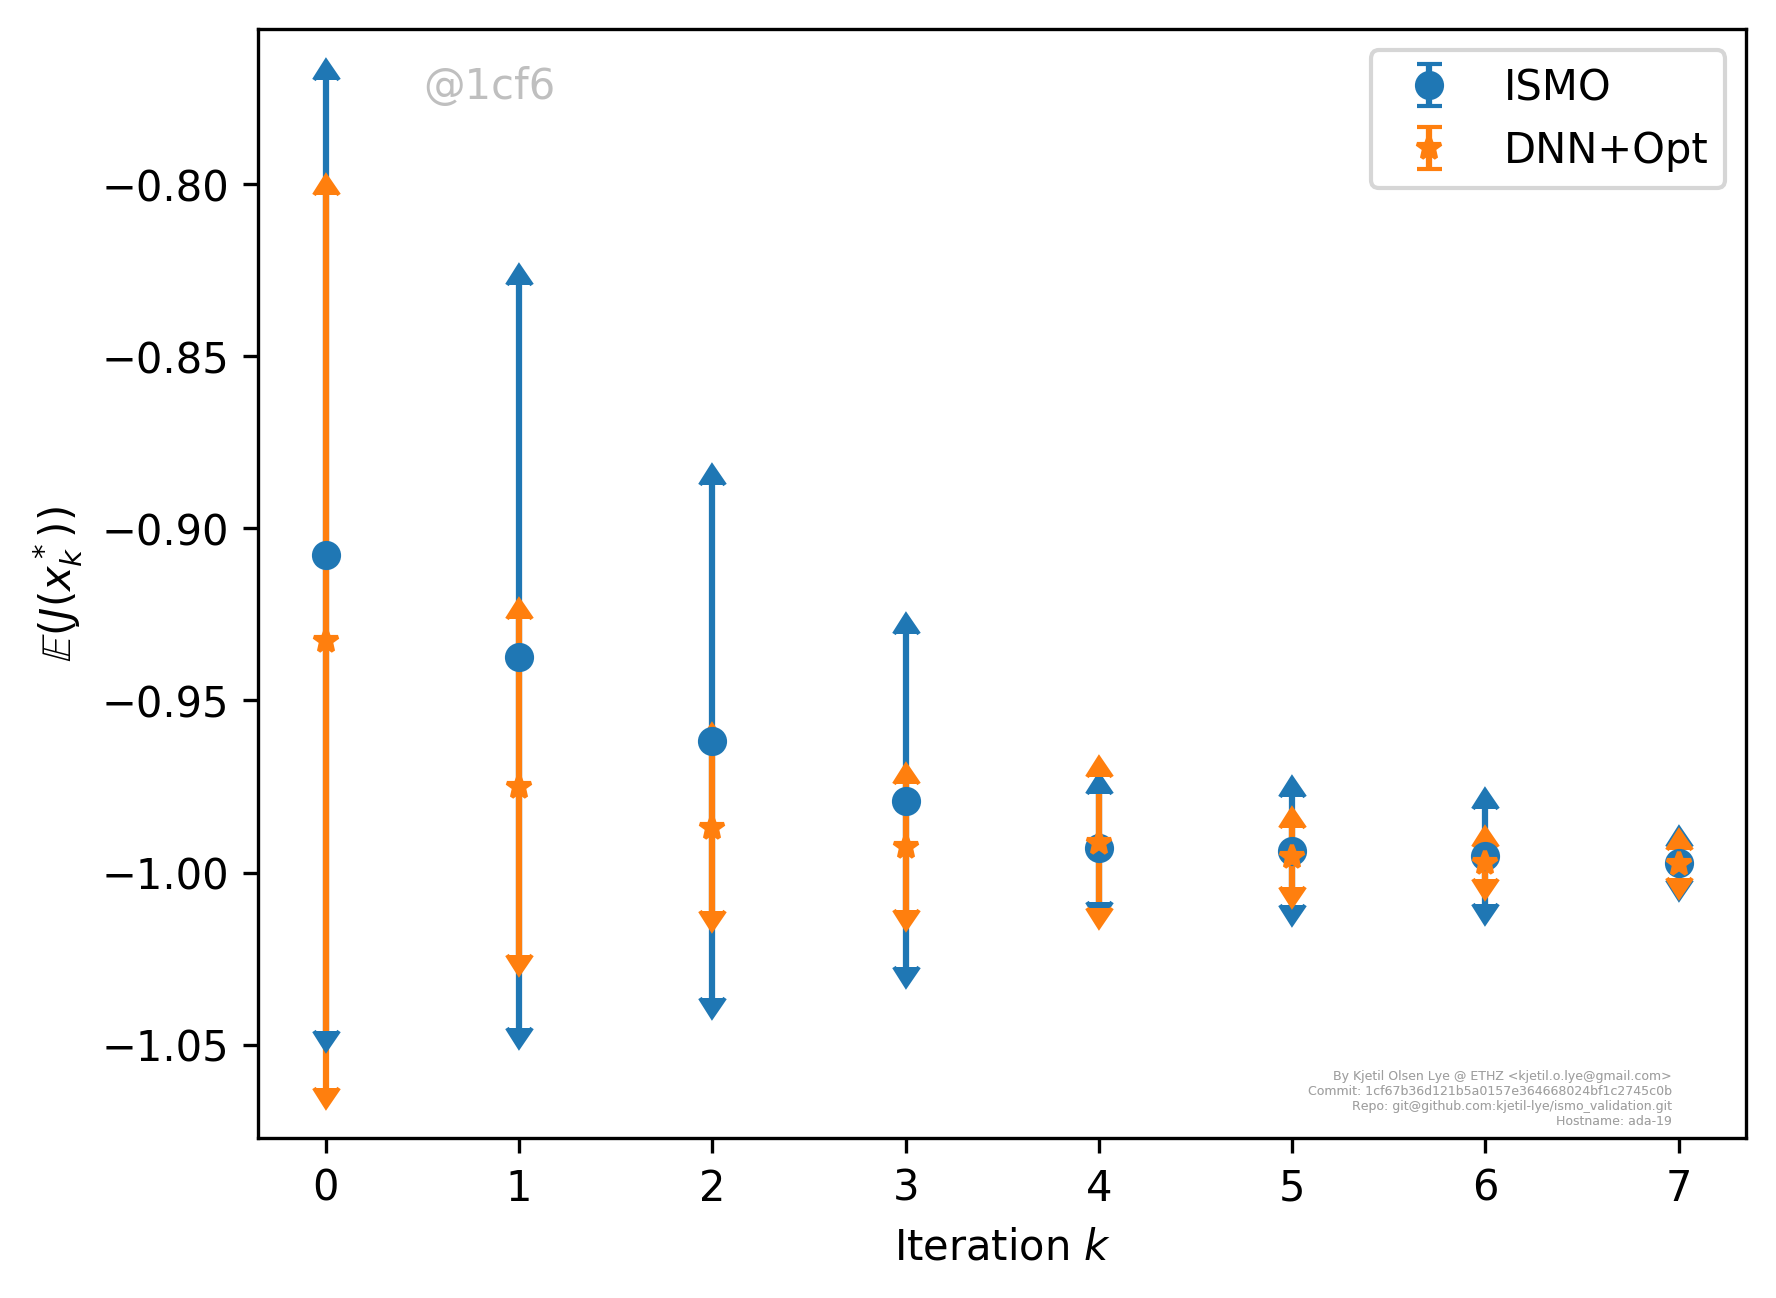 @1cf6
ISMO
DNN+Opt
−0.80
−0.85
−0.90
−0.95
−1.00
−1.05
𝔼(J(x*k))
0 1 2 3 4 5 6 7
Iteration k
By Kjetil Olsen Lye @ ETHZ <kjetil.o.lye@gmail.com>
Commit: 1cf67b36d121b5a0157e364668024bf1c2745c0b
Repo: git@github.com:kjetil-lye/ismo_validation.git
Hostname: ada-19